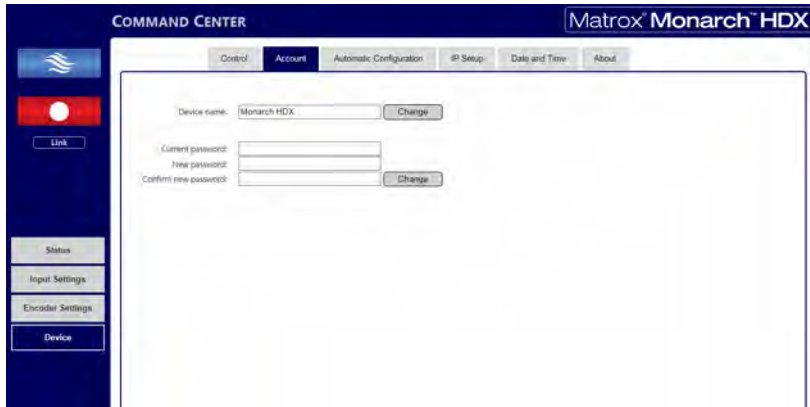 COMMAND CENTER
Matrox® Monarch™ HDX
Control Account Automatic Configuration IP Setup Date and Time About
Device name: Monarch HDX Change
Link
Current password:
New password:
Confirm new password: Change
Status
Input Settings
Encoder Settings
Device